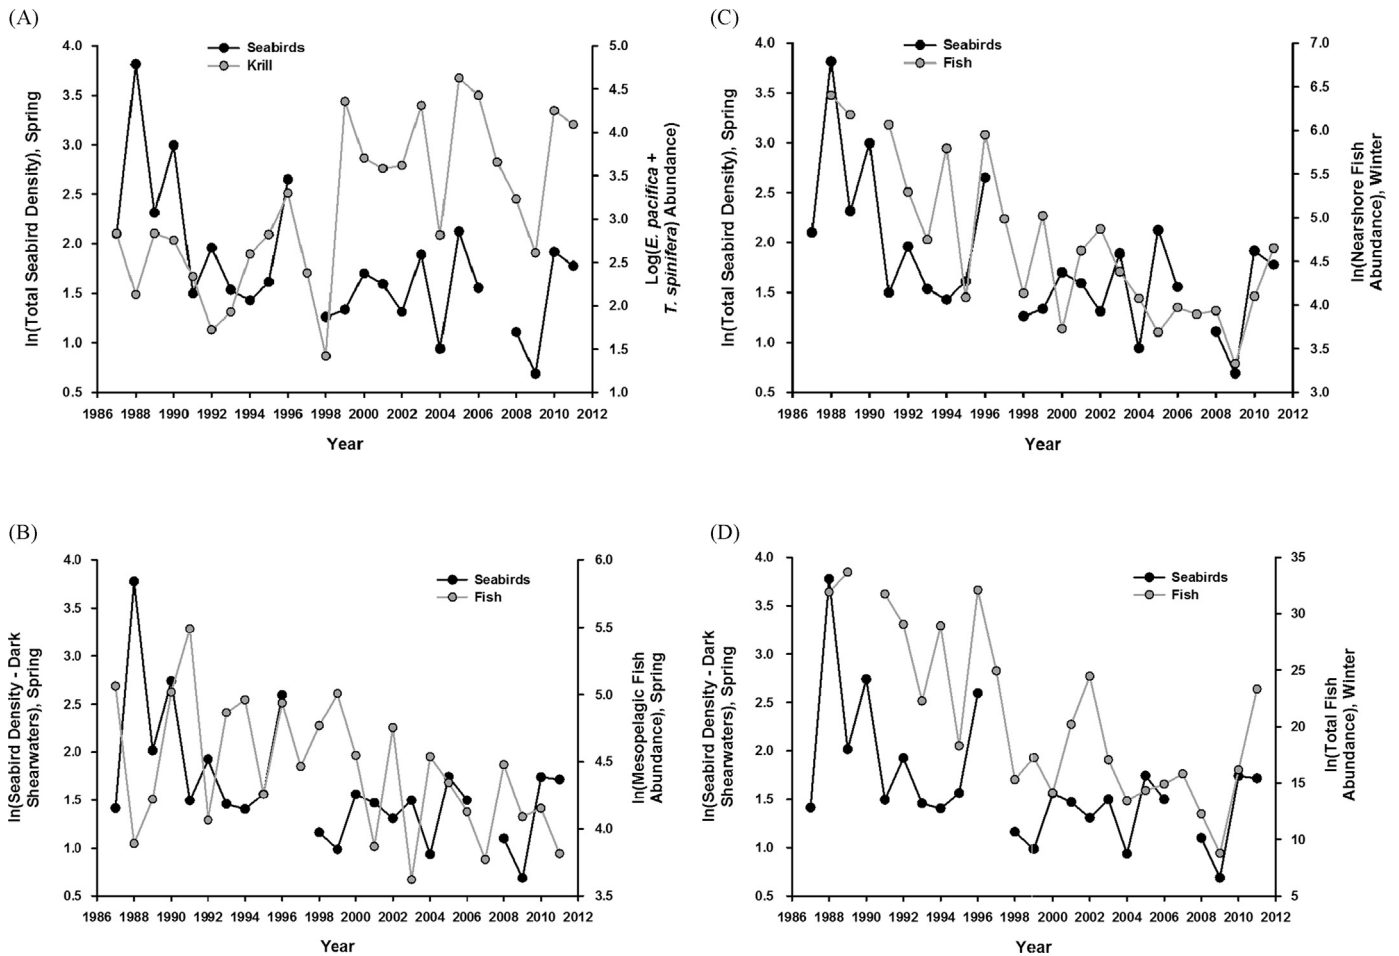 (A)
Seabirds
Krill
4.0
3.5
3.0
2.5
2.0
1.5
1.0
0.5
5.0
4.5
4.0
3.5
3.0
2.5
2.0
1.5
1.0
ln(Total Seabird Density), Spring
Log(E. pacifica +
T. spinifera) Abundance)
1986 1988 1990 1992 1994 1996 1998 2000 2002 2004 2006 2008 2010 2012
Year
(C)
Seabirds
Fish
4.0
3.5
3.0
2.5
2.0
1.5
1.0
0.5
7.0
6.0
5.0
4.0
3.0
ln(Total Seabird Density), Spring
ln(Nearshore Fish
Abundance), Winter
1986 1988 1990 1992 1994 1996 1998 2000 2002 2004 2006 2008 2010 2012
Year
(B)
Seabirds
Fish
4.0
3.5
3.0
2.5
2.0
1.5
1.0
0.5
6.0
5.5
5.0
4.5
4.0
3.5
ln(Seabird Density - Dark
Shearwaters), Spring
ln(Mesopelagic Fish
Abundance), Spring
1986 1988 1990 1992 1994 1996 1998 2000 2002 2004 2006 2008 2010 2012
Year
(D)
Seabirds
Fish
4.0
3.5
3.0
2.5
2.0
1.5
1.0
0.5
35
30
25
20
15
10
5
ln(Seabird Density - Dark
Shearwaters), Spring
ln(Total Fish
Abundance), Winter
1986 1988 1990 1992 1994 1996 1998 2000 2002 2004 2006 2008 2010 2012
Year